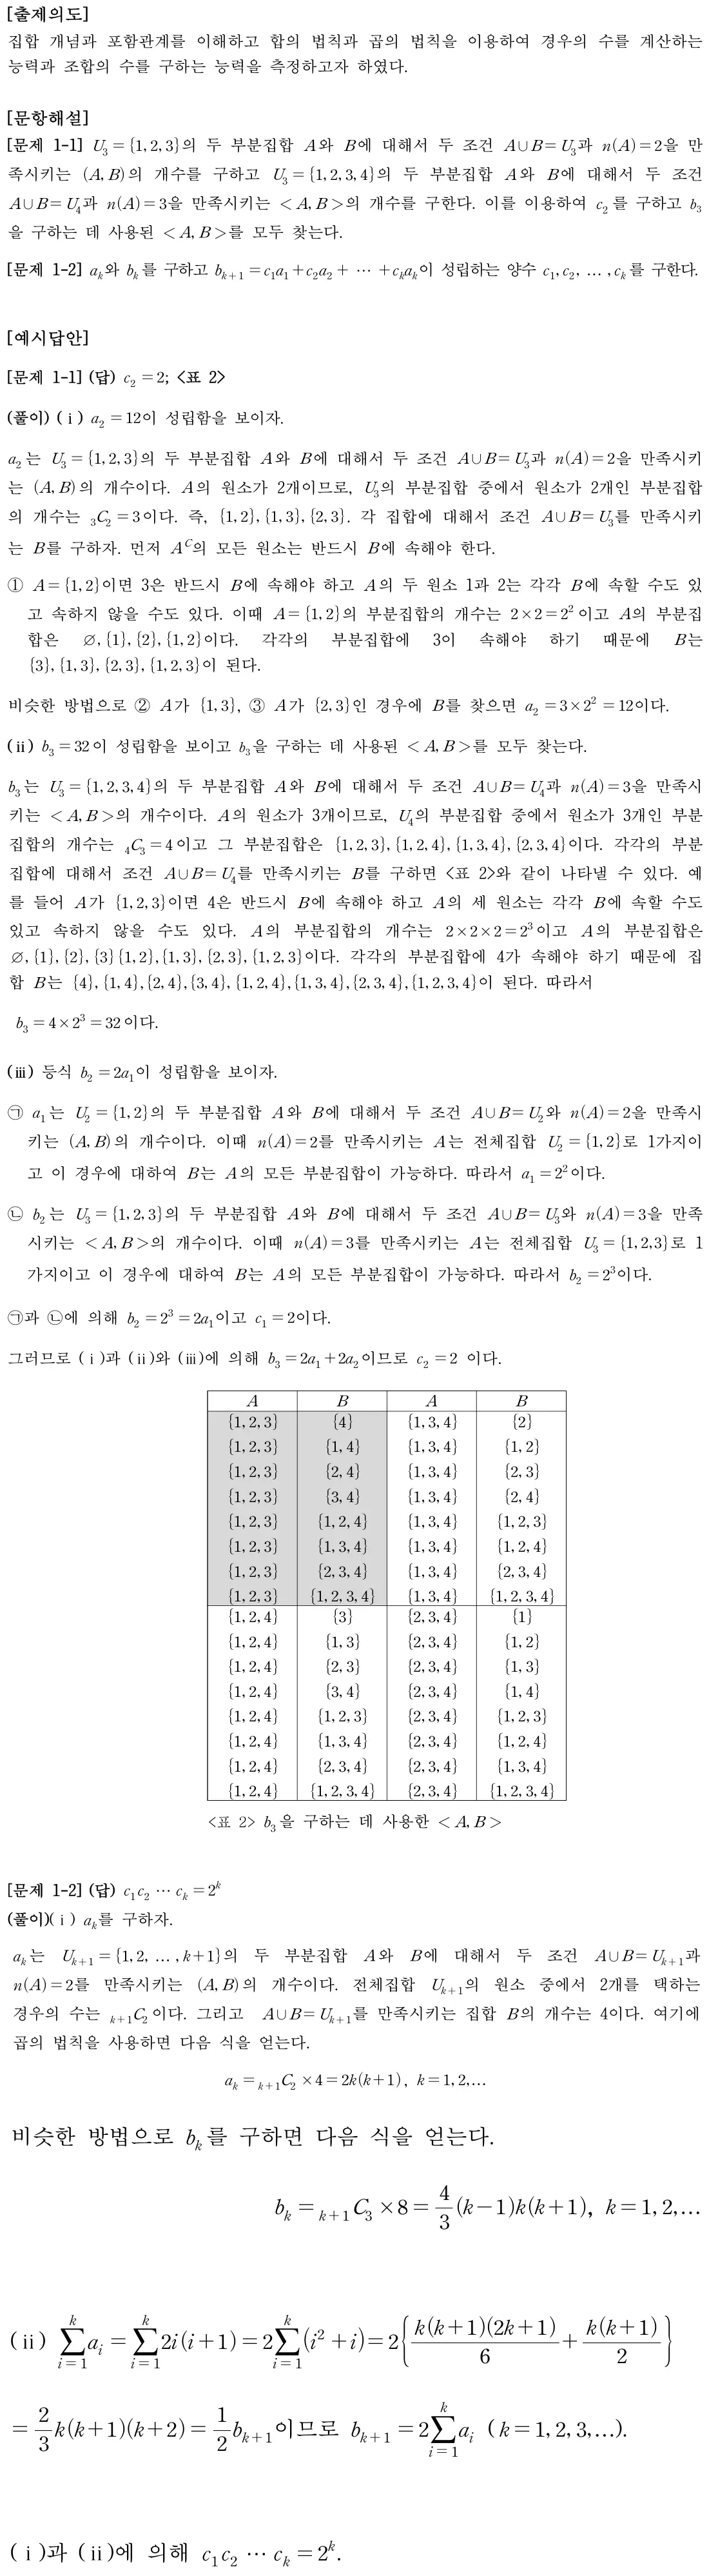 [출제의도]
집합 개념과 포함관계를 이해하고 합의 법칙과 곱의 법칙을 이용하여 경우의 수를 계산하는
능력과 조합의 수를 구하는 능력을 측정하고자 하였다.
[문항해설]
[문제 1-1] U₃ = {1, 2, 3}의 두 부분집합 A와 B에 대해서 두 조건 A∪B= U₃과 n(A)=2을 만
족시키는 (A, B)의 개수를 구하고 U₃ = {1, 2, 3, 4}의 두 부분집합 A와 B에 대해서 두 조건
A∪B= U₄과 n(A)=3을 만족시키는 <A, B>의 개수를 구한다. 이를 이용하여 c₂를 구하고 b₃
을 구하는 데 사용된 <A, B>를 모두 찾는다.
[문제 1-2] aₖ와 bₖ를 구하고 bₖ₊₁ = c₁a₁+c₂a₂+ ⋯ +cₖaₖ이 성립하는 양수 c₁, c₂, …, cₖ를 구한다.
[예시답안]
[문제 1-1] (답) c₂ = 2; <표 2>
(풀이) (ⅰ) a₂ = 12이 성립함을 보이자.
a₂는 U₃ = {1, 2, 3}의 두 부분집합 A와 B에 대해서 두 조건 A∪B= U₃과 n(A)=2을 만족시키
는 (A, B)의 개수이다. A의 원소가 2개이므로, U₃의 부분집합 중에서 원소가 2개인 부분집합
의 개수는 ₃C₂ = 3이다. 즉, {1, 2}, {1, 3}, {2, 3}. 각 집합에 대해서 조건 A∪B= U₃를 만족시키
는 B를 구하자. 먼저 Aᶜ의 모든 원소는 반드시 B에 속해야 한다.
① A={1, 2}이면 3은 반드시 B에 속해야 하고 A의 두 원소 1과 2는 각각 B에 속할 수도 있
고 속하지 않을 수도 있다. 이때 A={1, 2}의 부분집합의 개수는 2×2=2²이고 A의 부분집
합은 ∅, {1}, {2}, {1, 2}이다. 각각의 부분집합에 3이 속해야 하기 때문에 B는
{3}, {1, 3}, {2, 3}, {1, 2, 3}이 된다.
비슷한 방법으로 ② A가 {1, 3}, ③ A가 {2, 3}인 경우에 B를 찾으면 a₂ = 3×2² = 12이다.
(ⅱ) b₃ = 32이 성립함을 보이고 b₃을 구하는 데 사용된 <A, B>를 모두 찾는다.
b₃는 U₃ = {1, 2, 3, 4}의 두 부분집합 A와 B에 대해서 두 조건 A∪B= U₄과 n(A)=3을 만족시
키는 <A, B>의 개수이다. A의 원소가 3개이므로, U₄의 부분집합 중에서 원소가 3개인 부분
집합의 개수는 ₄C₃ = 4이고 그 부분집합은 {1, 2, 3}, {1, 2, 4}, {1, 3, 4}, {2, 3, 4}이다. 각각의 부분
집합에 대해서 조건 A∪B= U₄를 만족시키는 B를 구하면 <표 2>와 같이 나타낼 수 있다. 예
를 들어 A가 {1, 2, 3}이면 4은 반드시 B에 속해야 하고 A의 세 원소는 각각 B에 속할 수도
있고 속하지 않을 수도 있다. A의 부분집합의 개수는 2×2×2=2³이고 A의 부분집합은
∅, {1}, {2}, {3} {1, 2}, {1, 3}, {2, 3}, {1, 2, 3}이다. 각각의 부분집합에 4가 속해야 하기 때문에 집
합 B는 {4}, {1, 4}, {2, 4}, {3, 4}, {1, 2, 4}, {1, 3, 4}, {2, 3, 4}, {1, 2, 3, 4}이 된다. 따라서
b₃ = 4×2³ = 32이다.
(ⅲ) 등식 b₂ = 2a₁이 성립함을 보이자.
㉠ a₁는 U₂ = {1, 2}의 두 부분집합 A와 B에 대해서 두 조건 A∪B= U₂와 n(A)=2을 만족시
키는 (A, B)의 개수이다. 이때 n(A)=2를 만족시키는 A는 전체집합 U₂ = {1, 2}로 1가지이
고 이 경우에 대하여 B는 A의 모든 부분집합이 가능하다. 따라서 a₁ = 2²이다.
㉡ b₂는 U₃ = {1, 2, 3}의 두 부분집합 A와 B에 대해서 두 조건 A∪B= U₃와 n(A)=3을 만족
시키는 <A, B>의 개수이다. 이때 n(A)=3를 만족시키는 A는 전체집합 U₃ = {1,2,3}로 1
가지이고 이 경우에 대하여 B는 A의 모든 부분집합이 가능하다. 따라서 b₂ = 2³이다.
㉠과 ㉡에 의해 b₂ = 2³ = 2a₁이고 c₁ = 2이다.
그러므로 (ⅰ)과 (ⅱ)와 (ⅲ)에 의해 b₃ = 2a₁+2a₂이므로 c₂ = 2 이다.
A B A B
{1, 2, 3} {4} {1, 3, 4} {2}
{1, 2, 3} {1, 4} {1, 3, 4} {1, 2}
{1, 2, 3} {2, 4} {1, 3, 4} {2, 3}
{1, 2, 3} {3, 4} {1, 3, 4} {2, 4}
{1, 2, 3} {1, 2, 4} {1, 3, 4} {1, 2, 3}
{1, 2, 3} {1, 3, 4} {1, 3, 4} {1, 2, 4}
{1, 2, 3} {2, 3, 4} {1, 3, 4} {2, 3, 4}
{1, 2, 3} {1, 2, 3, 4} {1, 3, 4} {1, 2, 3, 4}
{1, 2, 4} {3} {2, 3, 4} {1}
{1, 2, 4} {1, 3} {2, 3, 4} {1, 2}
{1, 2, 4} {2, 3} {2, 3, 4} {1, 3}
{1, 2, 4} {3, 4} {2, 3, 4} {1, 4}
{1, 2, 4} {1, 2, 3} {2, 3, 4} {1, 2, 3}
{1, 2, 4} {1, 3, 4} {2, 3, 4} {1, 2, 4}
{1, 2, 4} {2, 3, 4} {2, 3, 4} {1, 3, 4}
{1, 2, 4} {1, 2, 3, 4} {2, 3, 4} {1, 2, 3, 4}
<표 2> b₃을 구하는 데 사용한 <A, B>
[문제 1-2] (답) c₁c₂ ⋯ cₖ = 2ᵏ
(풀이)(ⅰ) aₖ를 구하자.
aₖ는 Uₖ₊₁ = {1, 2, …, k+1}의 두 부분집합 A와 B에 대해서 두 조건 A∪B= Uₖ₊₁과
n(A)=2를 만족시키는 (A, B)의 개수이다. 전체집합 Uₖ₊₁의 원소 중에서 2개를 택하는
경우의 수는 ₖ₊₁C₂이다. 그리고 A∪B= Uₖ₊₁를 만족시키는 집합 B의 개수는 4이다. 여기에
곱의 법칙을 사용하면 다음 식을 얻는다.
aₖ = ₖ₊₁C₂ ×4 = 2k(k+1), k=1, 2,…
비슷한 방법으로 bₖ를 구하면 다음 식을 얻는다.
bₖ = ₖ₊₁C₃ ×8 = 4/3 (k−1)k(k+1), k=1, 2,…
(ⅱ) ∑_{i=1}^{k} aᵢ = ∑_{i=1}^{k} 2i(i+1) = 2∑_{i=1}^{k} (i²+i) = 2{ k(k+1)(2k+1)/6 + k(k+1)/2 }
= 2/3 k(k+1)(k+2) = 1/2 bₖ₊₁이므로 bₖ₊₁ = 2∑_{i=1}^{k} aᵢ (k=1, 2, 3,…).
(ⅰ)과 (ⅱ)에 의해 c₁c₂ ⋯ cₖ = 2ᵏ.